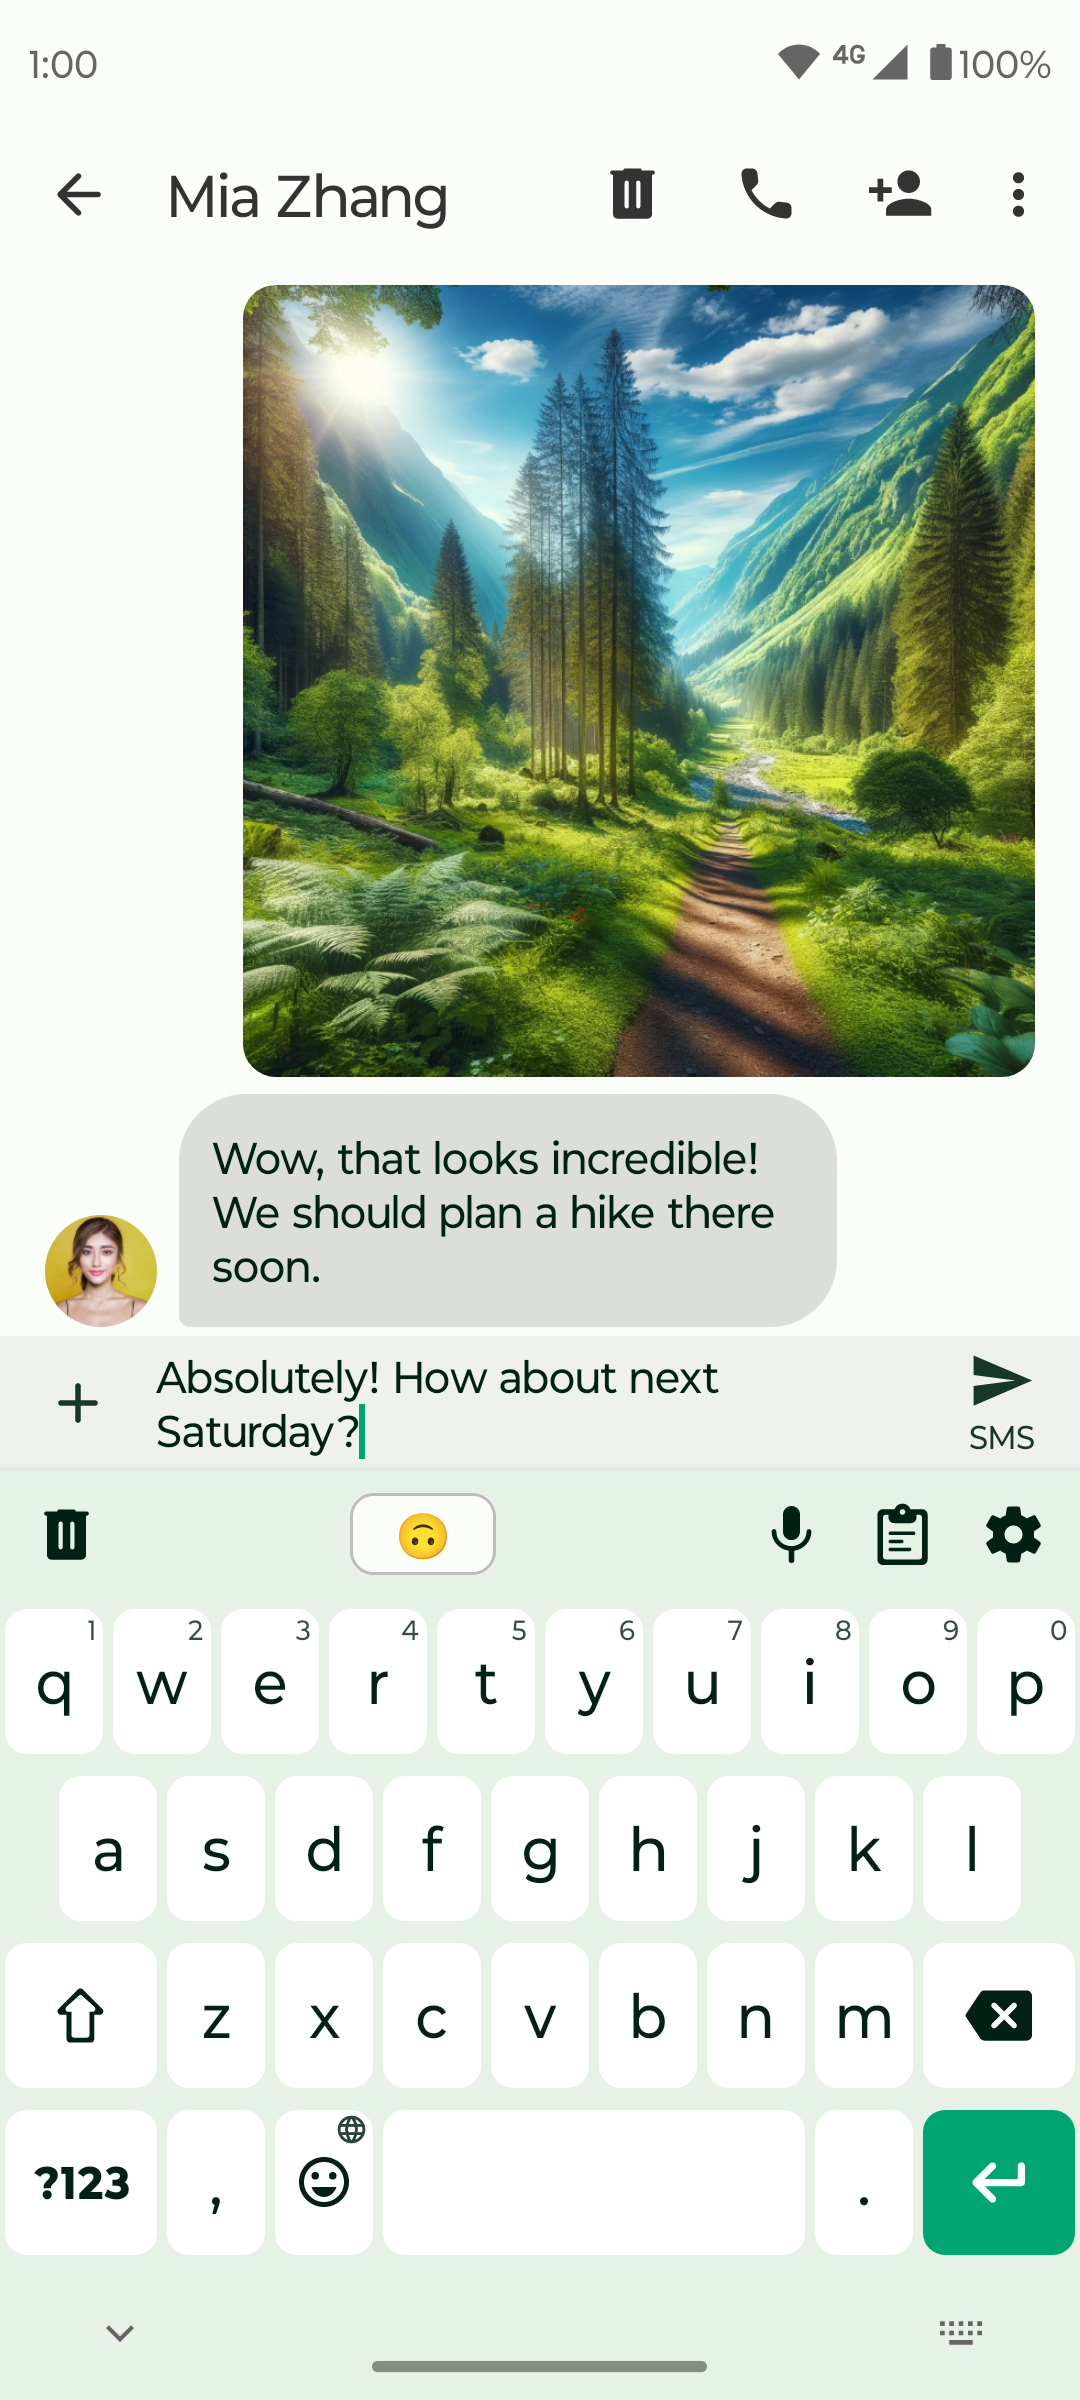 1:00
4G
100%
Mia Zhang
Wow, that looks incredible!
We should plan a hike there
soon.
Absolutely! How about next
Saturday?
SMS
1 2 3 4 5 6 7 8 9 0
q w e r t y u i o p
a s d f g h j k l
z x c v b n m
?123 , .